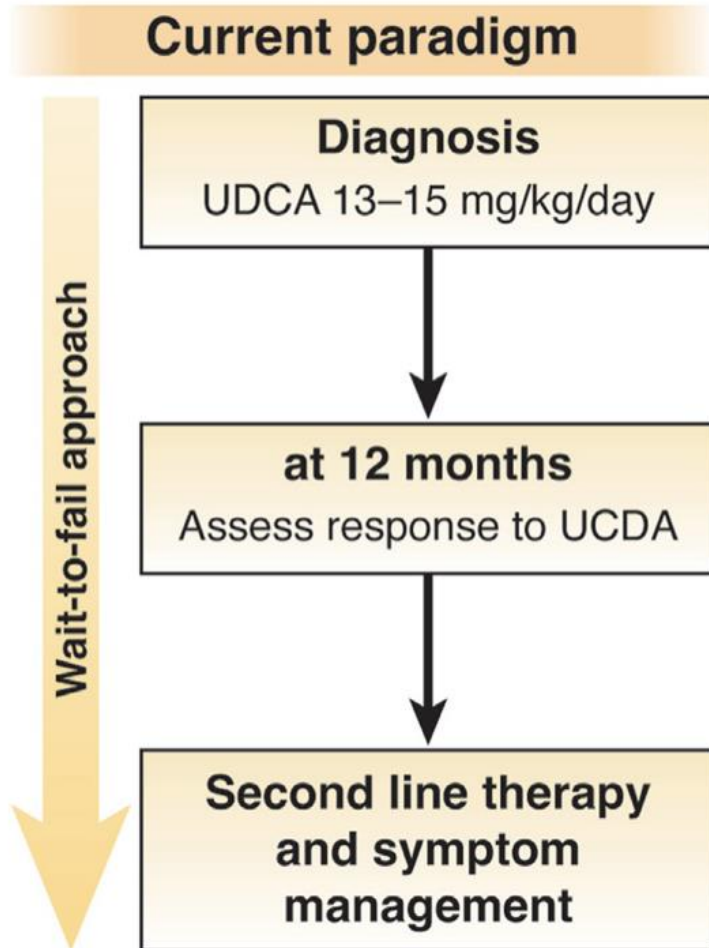 Current paradigm
Wait-to-fail approach
Diagnosis
UDCA 13–15 mg/kg/day
at 12 months
Assess response to UCDA
Second line therapy
and symptom
management